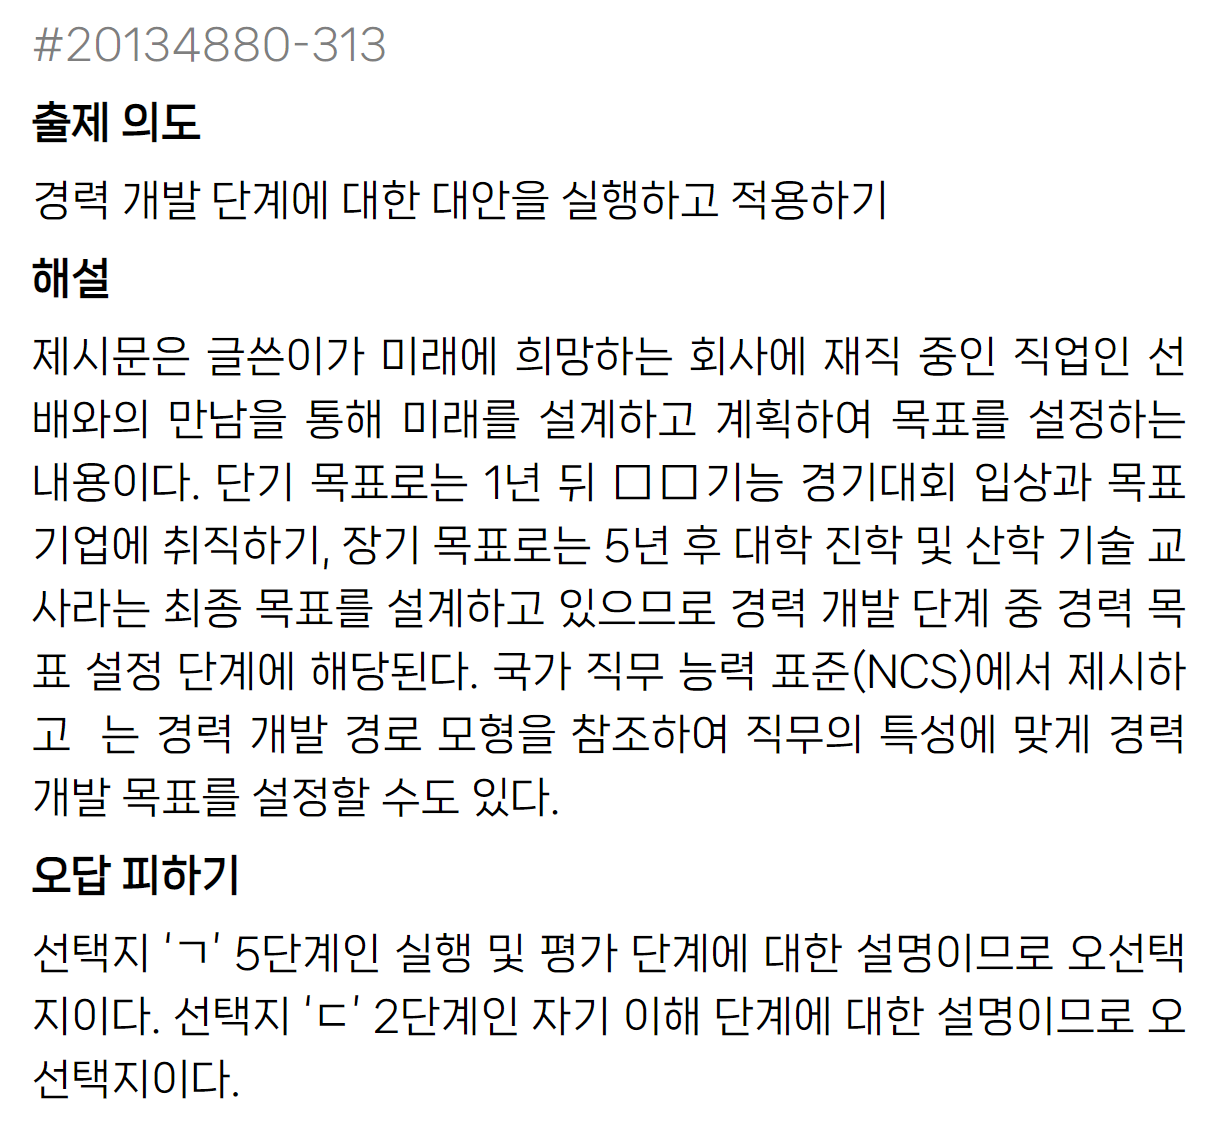 #20134880-313
출제 의도
경력 개발 단계에 대한 대안을 실행하고 적용하기
해설
제시문은 글쓴이가 미래에 희망하는 회사에 재직 중인 직업인 선
배와의 만남을 통해 미래를 설계하고 계획하여 목표를 설정하는
내용이다. 단기 목표로는 1년 뒤 □□기능 경기대회 입상과 목표
기업에 취직하기, 장기 목표로는 5년 후 대학 진학 및 산학 기술 교
사라는 최종 목표를 설계하고 있으므로 경력 개발 단계 중 경력 목
표 설정 단계에 해당된다. 국가 직무 능력 표준(NCS)에서 제시하
고 는 경력 개발 경로 모형을 참조하여 직무의 특성에 맞게 경력
개발 목표를 설정할 수도 있다.
오답 피하기
선택지 ‘ㄱ’ 5단계인 실행 및 평가 단계에 대한 설명이므로 오선택
지이다. 선택지 ‘ㄷ’ 2단계인 자기 이해 단계에 대한 설명이므로 오
선택지이다.